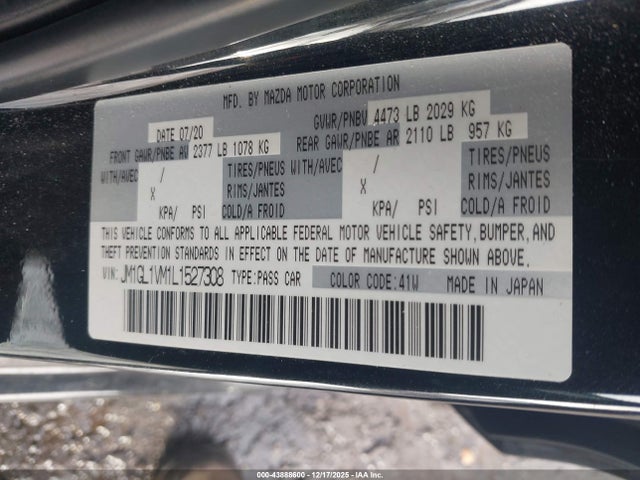 MFD. BY MAZDA MOTOR CORPORATION
DATE 07/20 GVWR/PNBV 4473 LB 2029 KG
FRONT GAWR/PNBE AV 2377 LB 1078 KG REAR GAWR/PNBE AR 2110 LB 957 KG
WITH/AVEC / TIRES/PNEUS WITH/AVEC / TIRES/PNEUS
X RIMS/JANTES X RIMS/JANTES
KPA/ PSI COLD/A FROID KPA/ PSI COLD/A FROID
THIS VEHICLE CONFORMS TO ALL APPLICABLE FEDERAL MOTOR VEHICLE SAFETY, BUMPER, AND
THEFT PREVENTION STANDARDS IN EFFECT ON THE DATE OF MANUFACTURE SHOWN ABOVE.
VIN: JM1GL1VM1L1527308 TYPE:PASS CAR COLOR CODE:41W MADE IN JAPAN
000-43888600 - 12/17/2025 - IAA Inc.